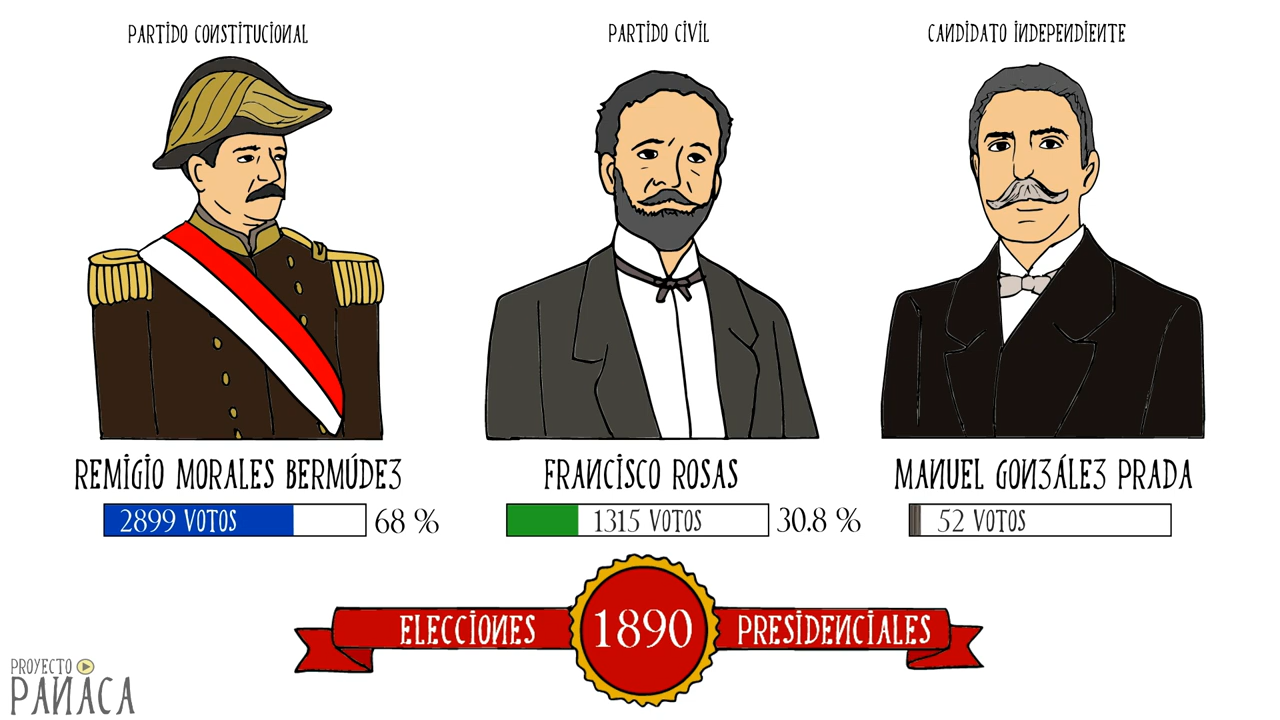 PARTIDO CONSTITUCIONAL
PARTIDO CIVIL
CANDIDATO INDEPENDIENTE
REMIGIO MORALES BERMÚDEZ
FRANCISCO ROSAS
MANUEL GONZÁLEZ PRADA
2899 VOTOS 68 %
1315 VOTOS 30.8 %
52 VOTOS
ELECCIONES 1890 PRESIDENCIALES
PROYECTO
PANACA